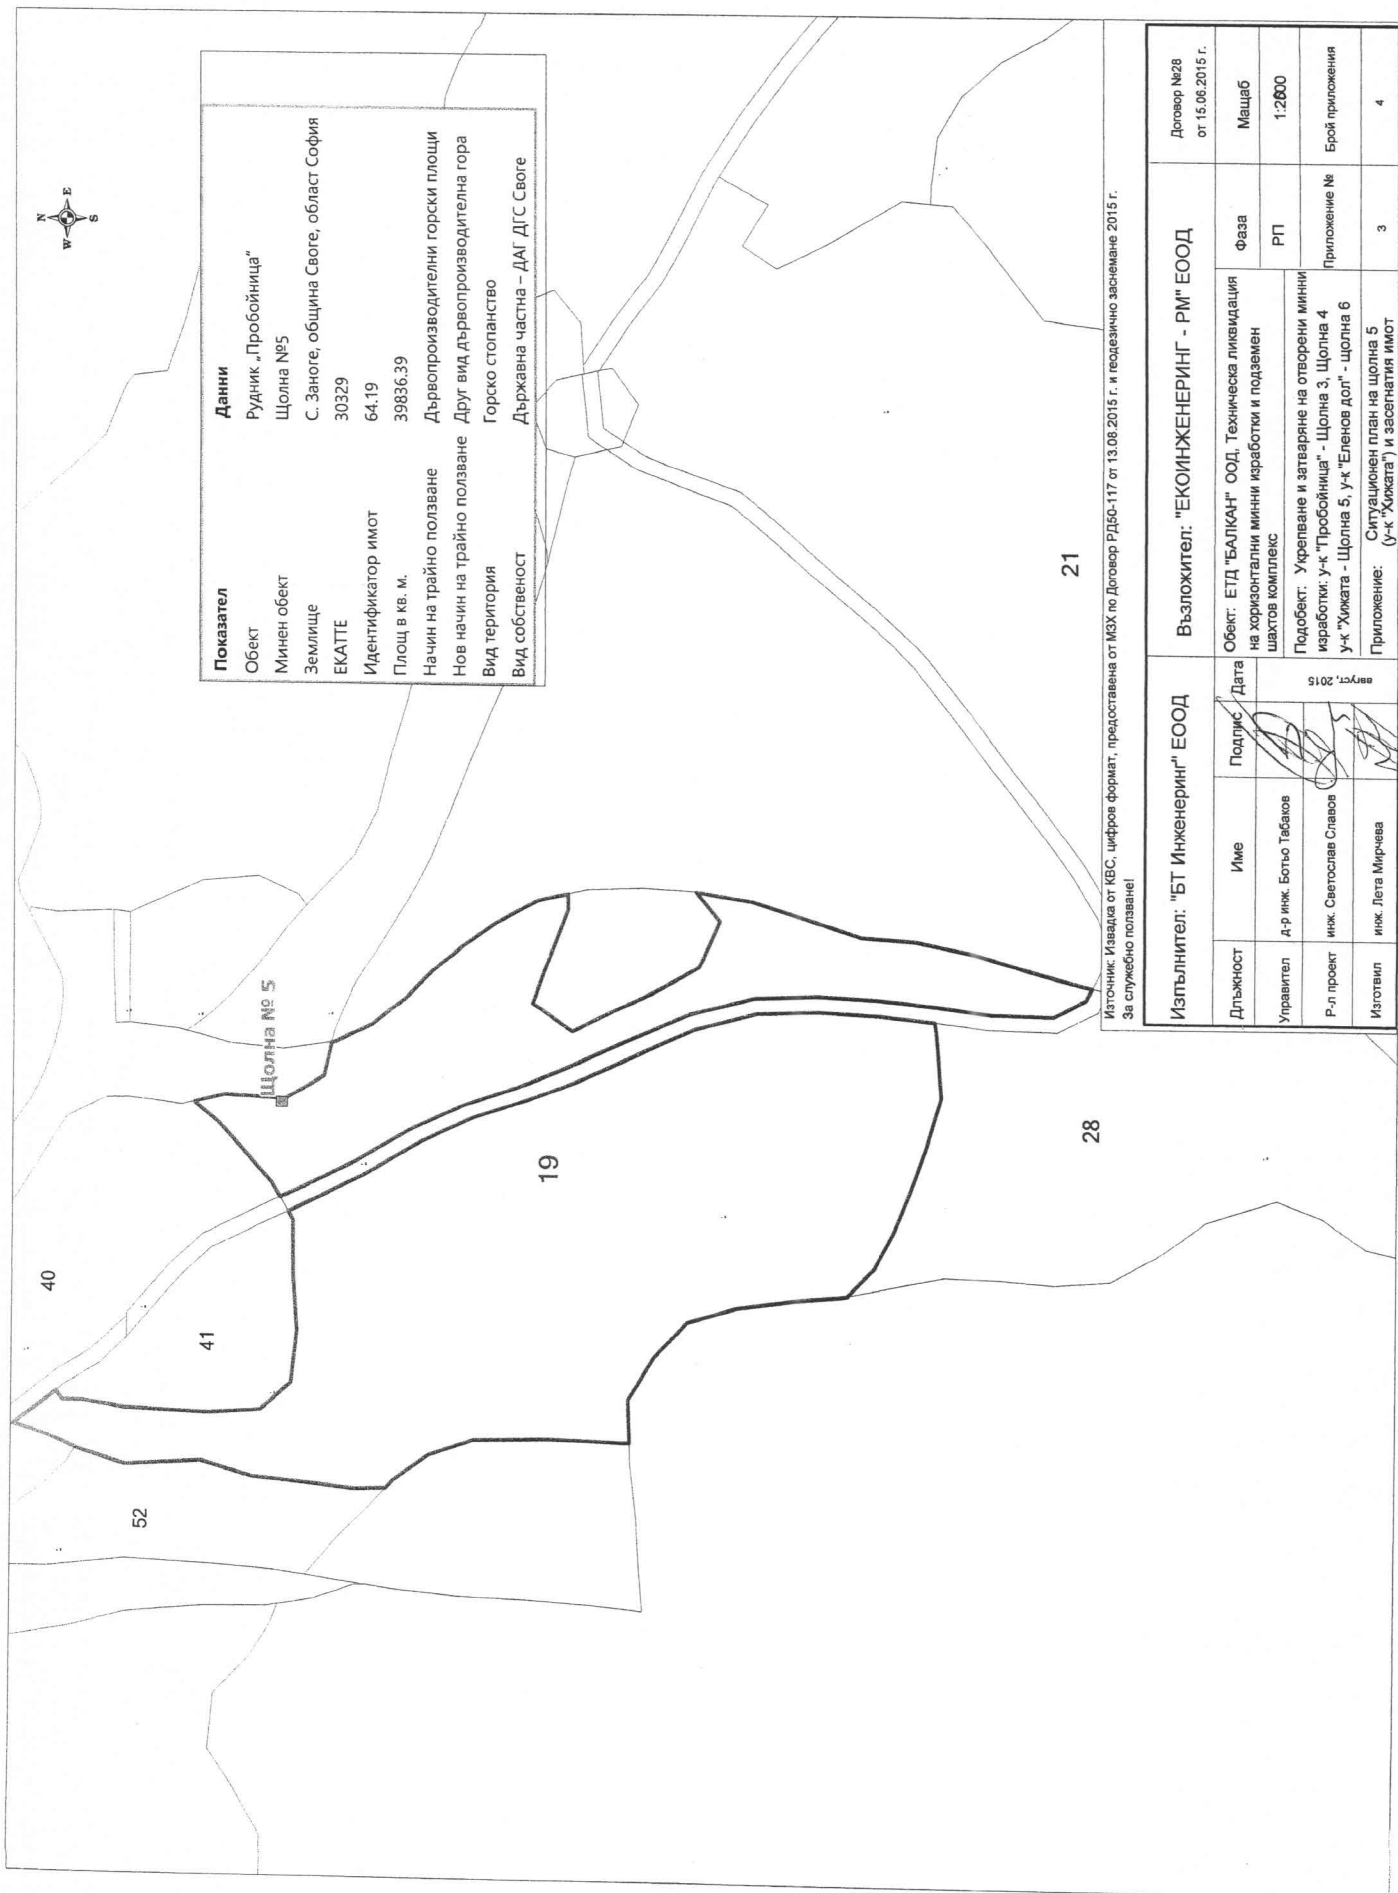 N
W E
S
Показател Данни
Обект Рудник „Пробойница“
Минен обект Щолна №5
Землище С. Заноге, община Своге, област София
ЕКАТТЕ 30329
Идентификатор имот 64.19
Площ в кв. м. 39836.39
Начин на трайно ползване Дървопроизводителни горски площи
Нов начин на трайно ползване Друг вид дървопроизводителна гора
Вид територия Горско стопанство
Вид собственост Държавна частна – ДАГ ДГС Своге
Щолна № 5
40
41
52
19
21
28
Източник: Извадка от КВС, цифров формат, предоставена от МЗХ по Договор РД50-117 от 13.08.2015 г. и геодезично заснемане 2015 г.
За служебно ползване!
Изпълнител: "БТ Инженеринг" ЕООД
Възложител: "ЕКОИНЖЕНЕРИНГ - РМ" ЕООД
Договор №28
от 15.06.2015 г.
Длъжност Име Подпис Дата
Управител д-р инж. Ботьо Табаков
Р-л проект инж. Светослав Славов
Изготвил инж. Лета Мирчева
август, 2015
Обект: ЕТД "БАЛКАН" ООД, Техническа ликвидация
на хоризонтални минни изработки и подземен
шахтов комплекс
Фаза Мащаб
РП
Подобект: Укрепване и затваряне на отворени минни
изработки: у-к "Пробойница" - Щолна 3, Щолна 4
у-к "Хижата - Щолна 5, у-к "Еленов дол" - щолна 6
Приложение № Брой приложения
Приложение: Ситуационен план на щолна 5
(у-к "Хижата") и засегнатия имот
3 4